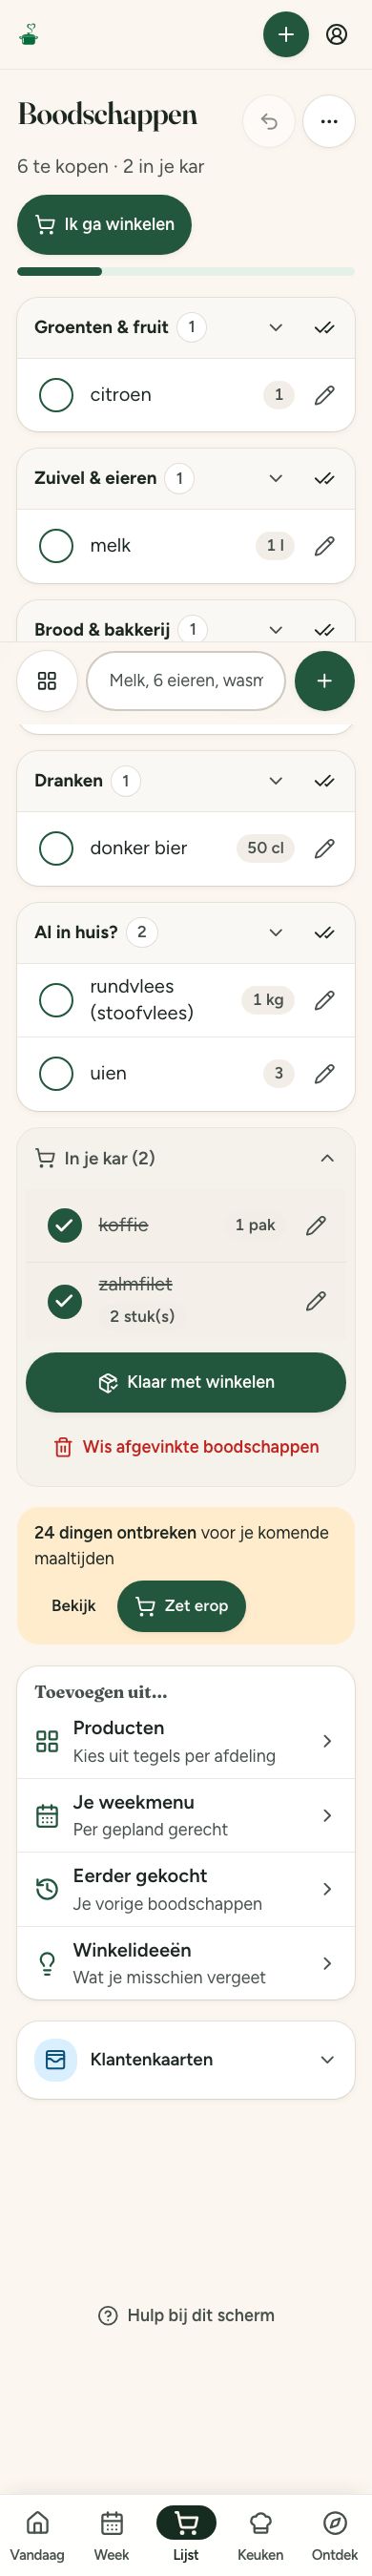 Boodschappen
6 te kopen · 2 in je kar
Ik ga winkelen
Groenten & fruit 1
citroen 1
Zuivel & eieren 1
melk 1 l
Brood & bakkerij 1
Melk, 6 eieren, wasm
Dranken 1
donker bier 50 cl
Al in huis? 2
rundvlees
(stoofvlees) 1 kg
uien 3
In je kar (2)
koffie 1 pak
zalmfilet
2 stuk(s)
Klaar met winkelen
Wis afgevinkte boodschappen
24 dingen ontbreken voor je komende
maaltijden
Bekijk Zet erop
Toevoegen uit...
Producten
Kies uit tegels per afdeling
Je weekmenu
Per gepland gerecht
Eerder gekocht
Je vorige boodschappen
Winkelideeën
Wat je misschien vergeet
Klantenkaarten
Hulp bij dit scherm
Vandaag Week Lijst Keuken Ontdek